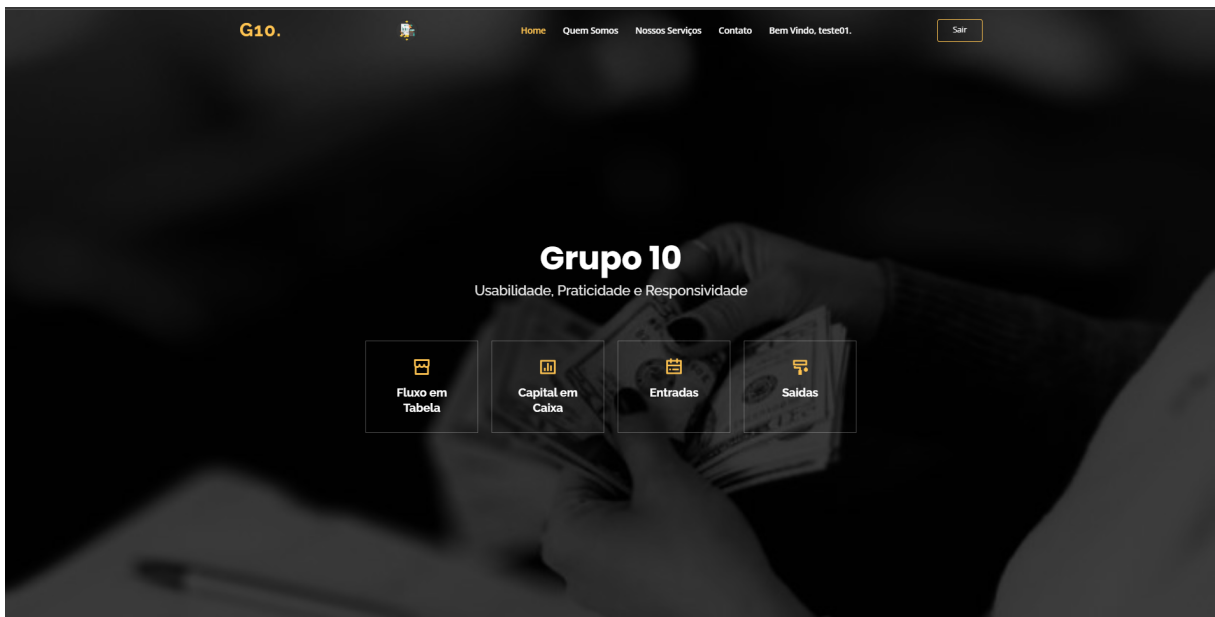 G10.
Home Quem Somos Nossos Serviços Contato Bem Vindo, teste01. Sair
Grupo 10
Usabilidade, Praticidade e Responsividade
Fluxo em
Tabela
Capital em
Caixa
Entradas
Saidas